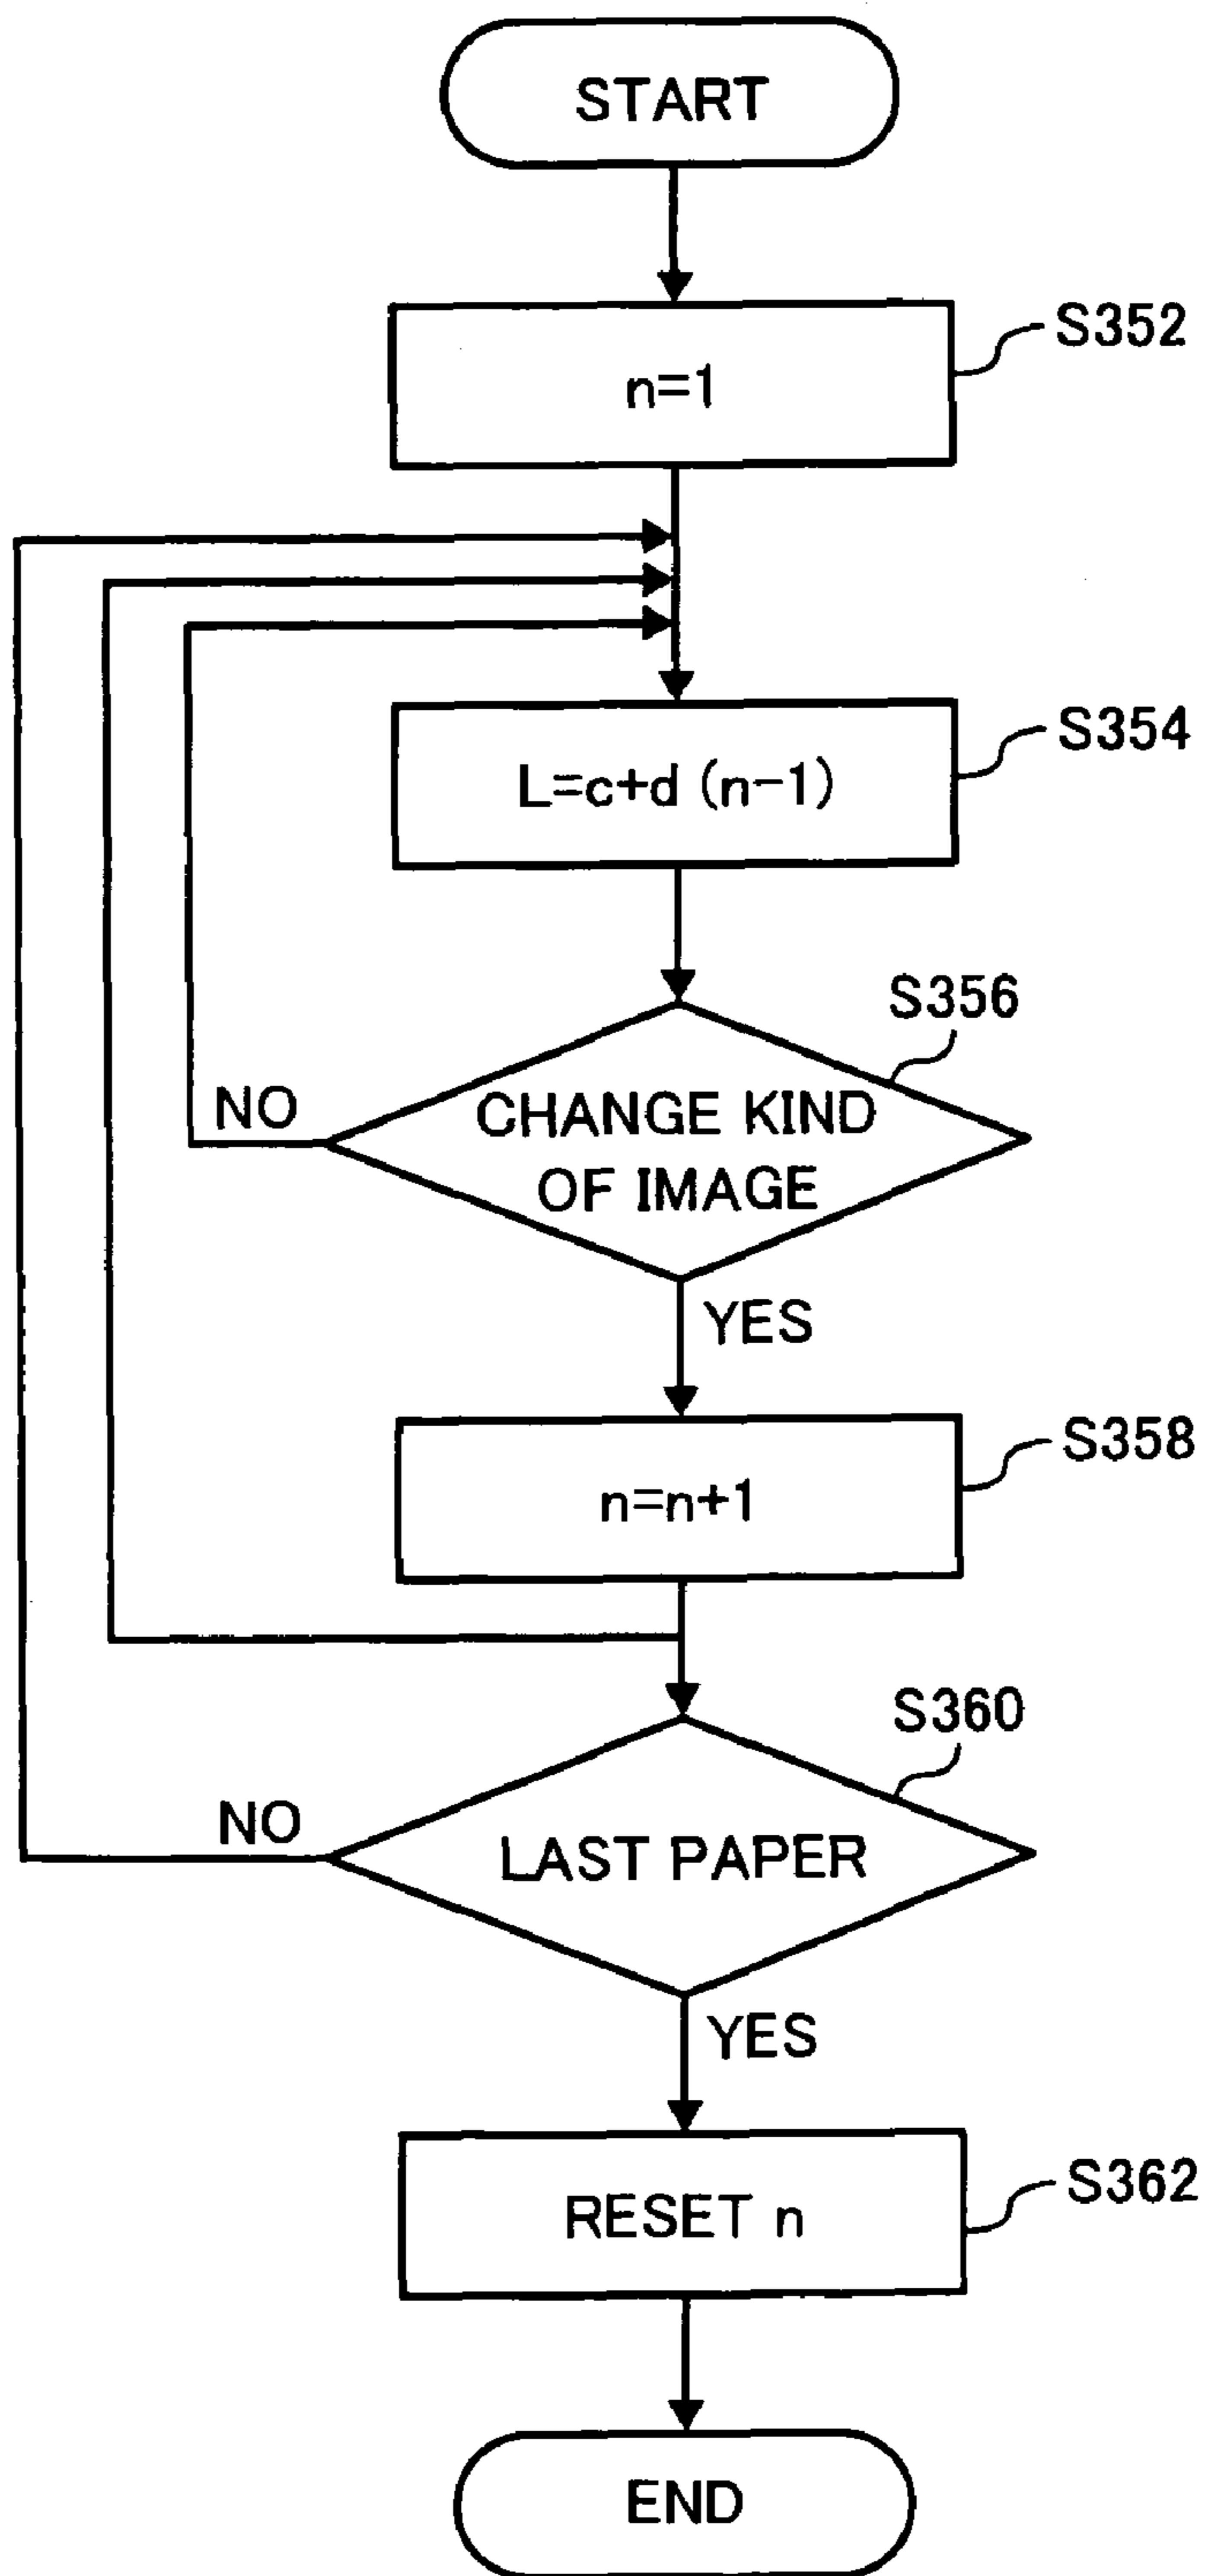 START
n=1
S352
L=c+d (n-1)
S354
S356
CHANGE KIND
OF IMAGE
NO
YES
n=n+1
S358
S360
LAST PAPER
NO
YES
RESET n
S362
END